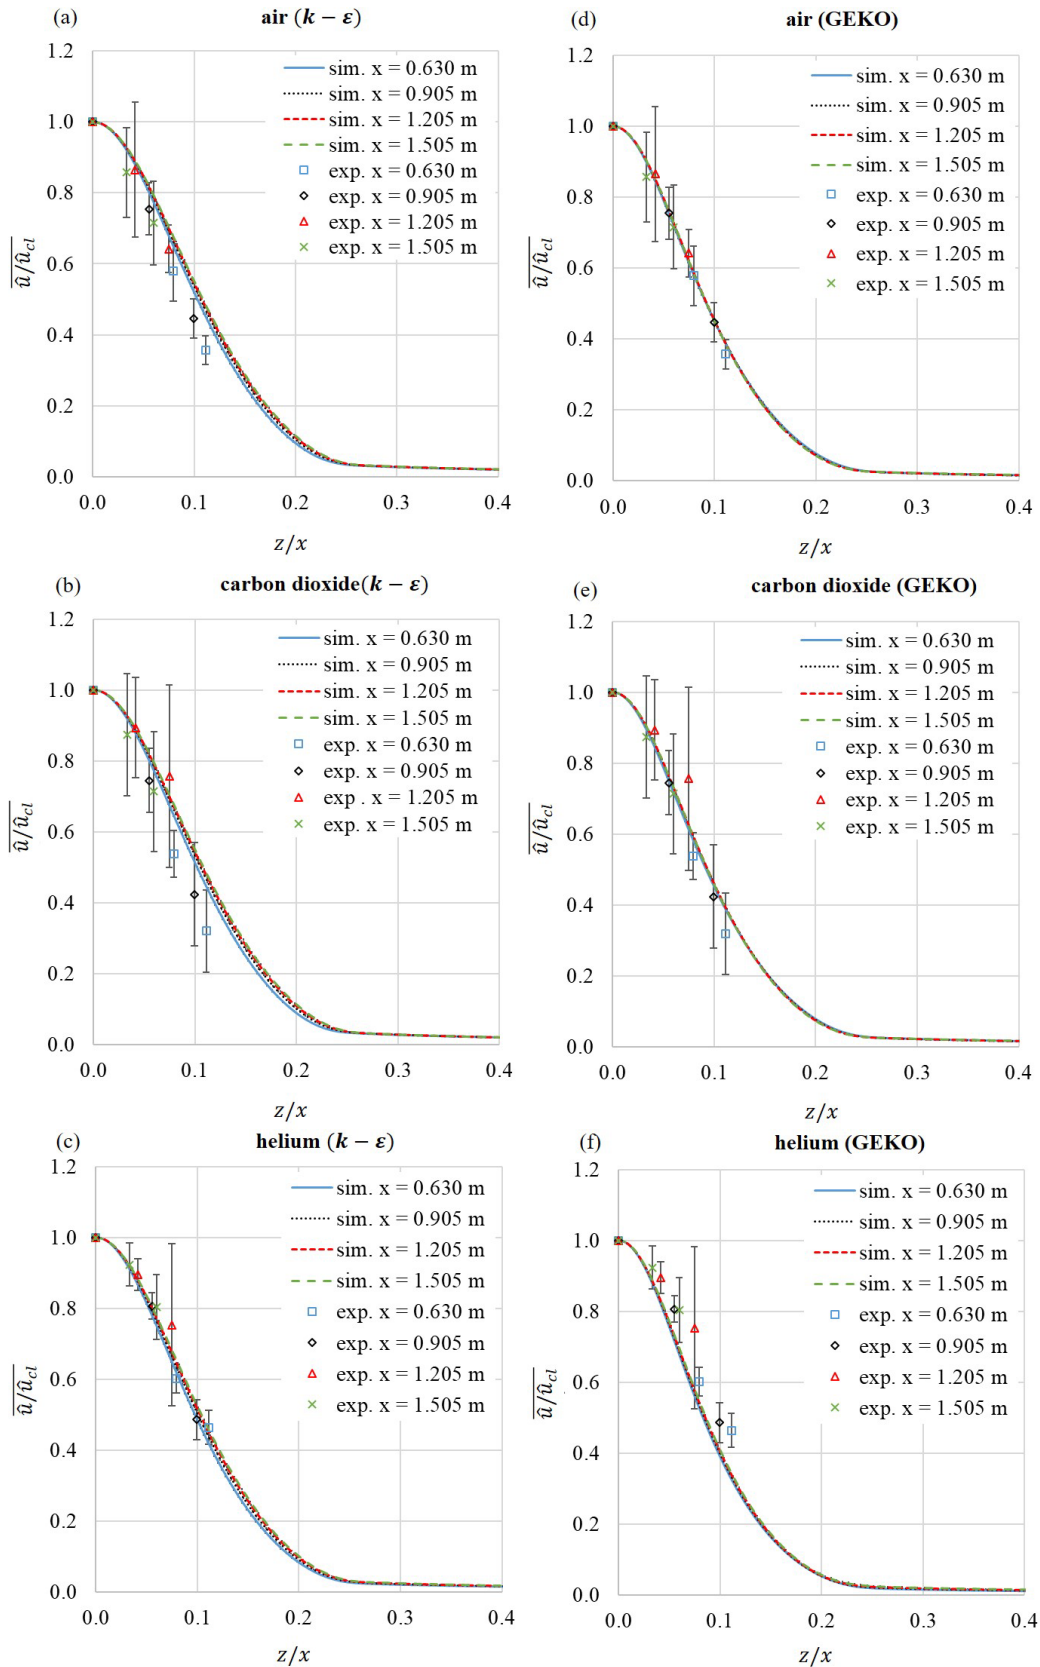 (a) air (k − ε)
1.2
1.0
0.8
0.6
0.4
0.2
0.0
û/û_cl
sim. x = 0.630 m
sim. x = 0.905 m
sim. x = 1.205 m
sim. x = 1.505 m
exp. x = 0.630 m
exp. x = 0.905 m
exp. x = 1.205 m
exp. x = 1.505 m
0.0 0.1 0.2 0.3 0.4
z/x
(d) air (GEKO)
1.2
1.0
0.8
0.6
0.4
0.2
0.0
û/û_cl
sim. x = 0.630 m
sim. x = 0.905 m
sim. x = 1.205 m
sim. x = 1.505 m
exp. x = 0.630 m
exp. x = 0.905 m
exp. x = 1.205 m
exp. x = 1.505 m
0.0 0.1 0.2 0.3 0.4
z/x
(b) carbon dioxide(k − ε)
1.2
1.0
0.8
0.6
0.4
0.2
0.0
û/û_cl
sim. x = 0.630 m
sim. x = 0.905 m
sim. x = 1.205 m
sim. x = 1.505 m
exp. x = 0.630 m
exp. x = 0.905 m
exp . x = 1.205 m
exp. x = 1.505 m
0.0 0.1 0.2 0.3 0.4
z/x
(e) carbon dioxide (GEKO)
1.2
1.0
0.8
0.6
0.4
0.2
0.0
û/û_cl
sim. x = 0.630 m
sim. x = 0.905 m
sim. x = 1.205 m
sim. x = 1.505 m
exp. x = 0.630 m
exp. x = 0.905 m
exp. x = 1.205 m
exp. x = 1.505 m
0.0 0.1 0.2 0.3 0.4
z/x
(c) helium (k − ε)
1.2
1.0
0.8
0.6
0.4
0.2
0.0
û/û_cl
sim. x = 0.630 m
sim. x = 0.905 m
sim. x = 1.205 m
sim. x = 1.505 m
exp. x = 0.630 m
exp. x = 0.905 m
exp. x = 1.205 m
exp. x = 1.505 m
0.0 0.1 0.2 0.3 0.4
z/x
(f) helium (GEKO)
1.2
1.0
0.8
0.6
0.4
0.2
0.0
û/û_cl
sim. x = 0.630 m
sim. x = 0.905 m
sim. x = 1.205 m
sim. x = 1.505 m
exp. x = 0.630 m
exp. x = 0.905 m
exp. x = 1.205 m
exp. x = 1.505 m
0.0 0.1 0.2 0.3 0.4
z/x